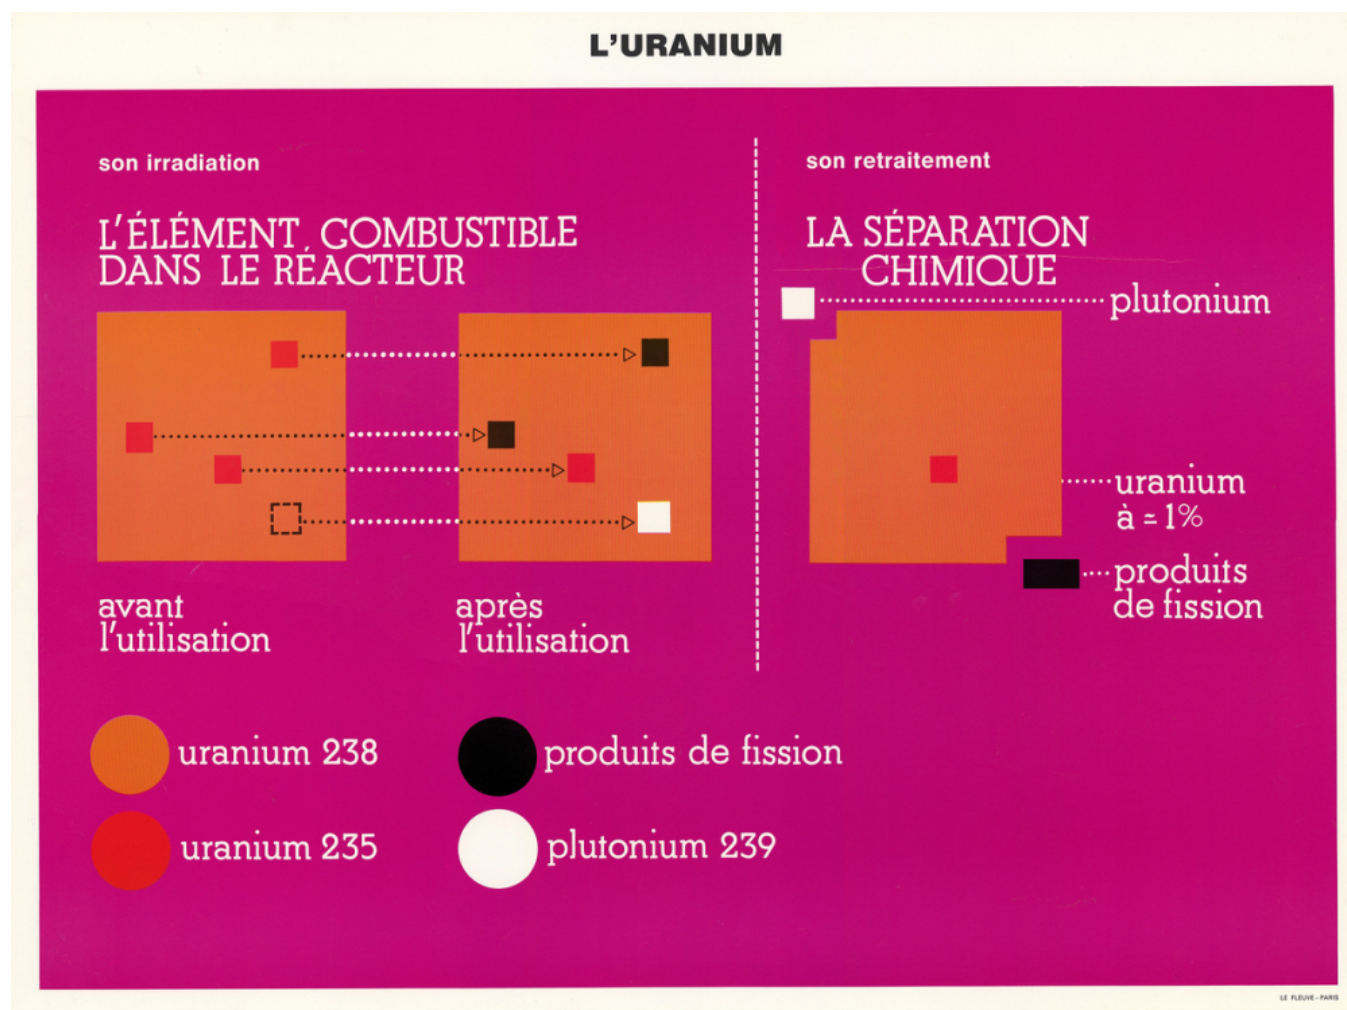 L'URANIUM
son irradiation
L'ÉLÉMENT COMBUSTIBLE
DANS LE RÉACTEUR
avant
l'utilisation
après
l'utilisation
son retraitement
LA SÉPARATION
CHIMIQUE
plutonium
uranium
à ≃ 1%
produits
de fission
uranium 238
uranium 235
produits de fission
plutonium 239
LE FLEUVE - PARIS